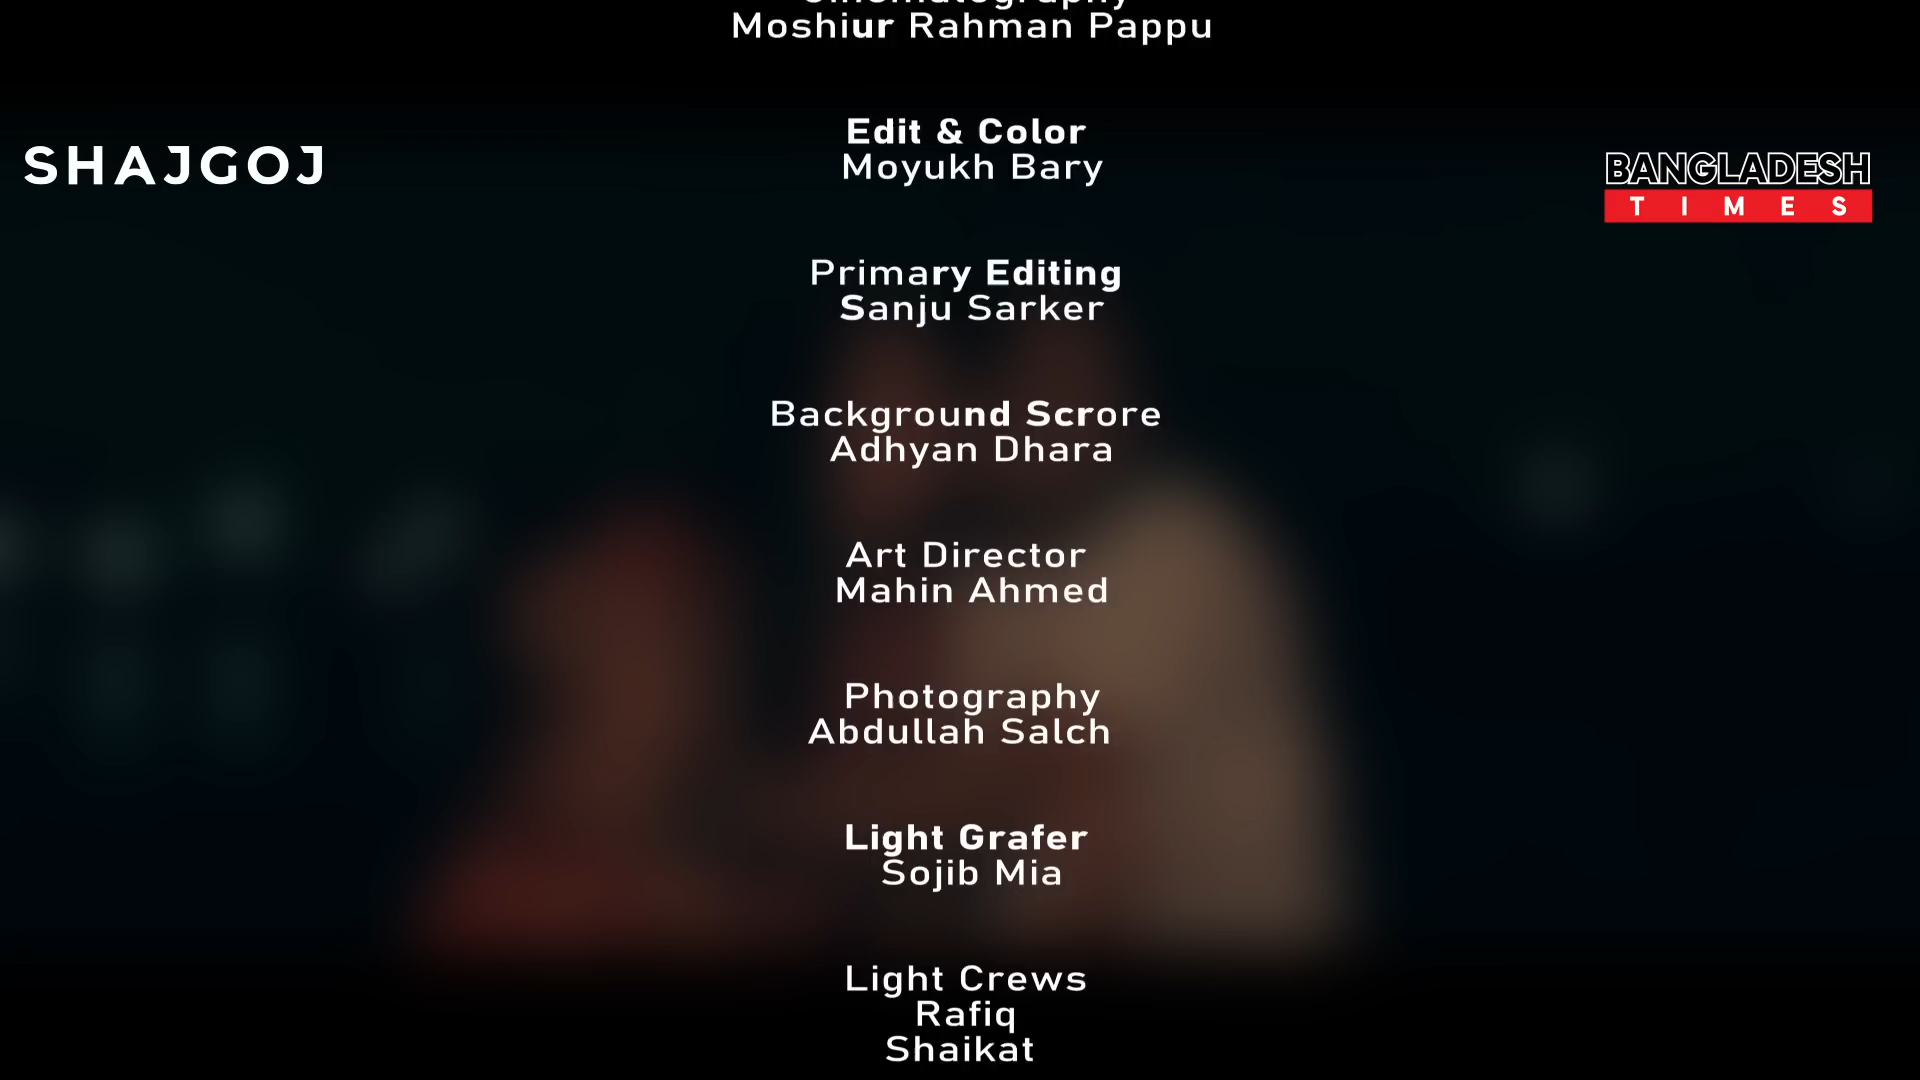 Cinematography
Moshiur Rahman Pappu
Edit & Color
Moyukh Bary
SHAJGOJ
BANGLADESH
TIMES
Primary Editing
Sanju Sarker
Background Scrore
Adhyan Dhara
Art Director
Mahin Ahmed
Photography
Abdullah Salch
Light Grafer
Sojib Mia
Light Crews
Rafiq
Shaikat